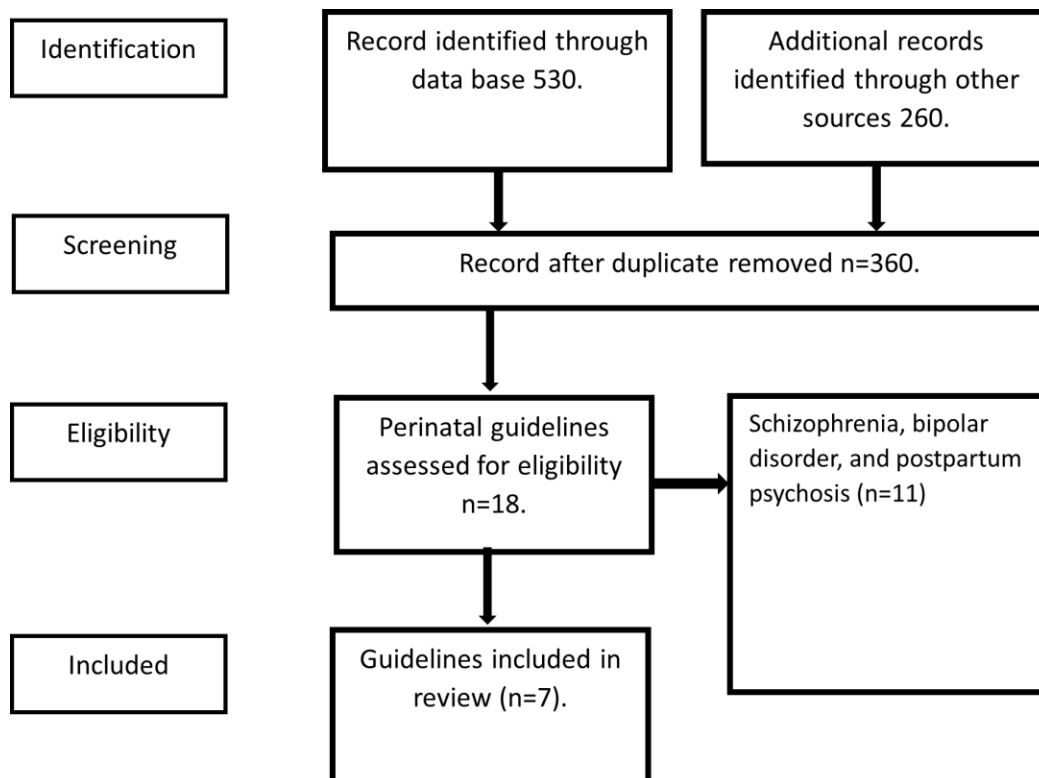 Identification
Record identified through
data base 530.
Additional records
identified through other
sources 260.
Screening
Record after duplicate removed n=360.
Eligibility
Perinatal guidelines
assessed for eligibility
n=18.
Schizophrenia, bipolar
disorder, and postpartum
psychosis (n=11)
Included
Guidelines included in
review (n=7).